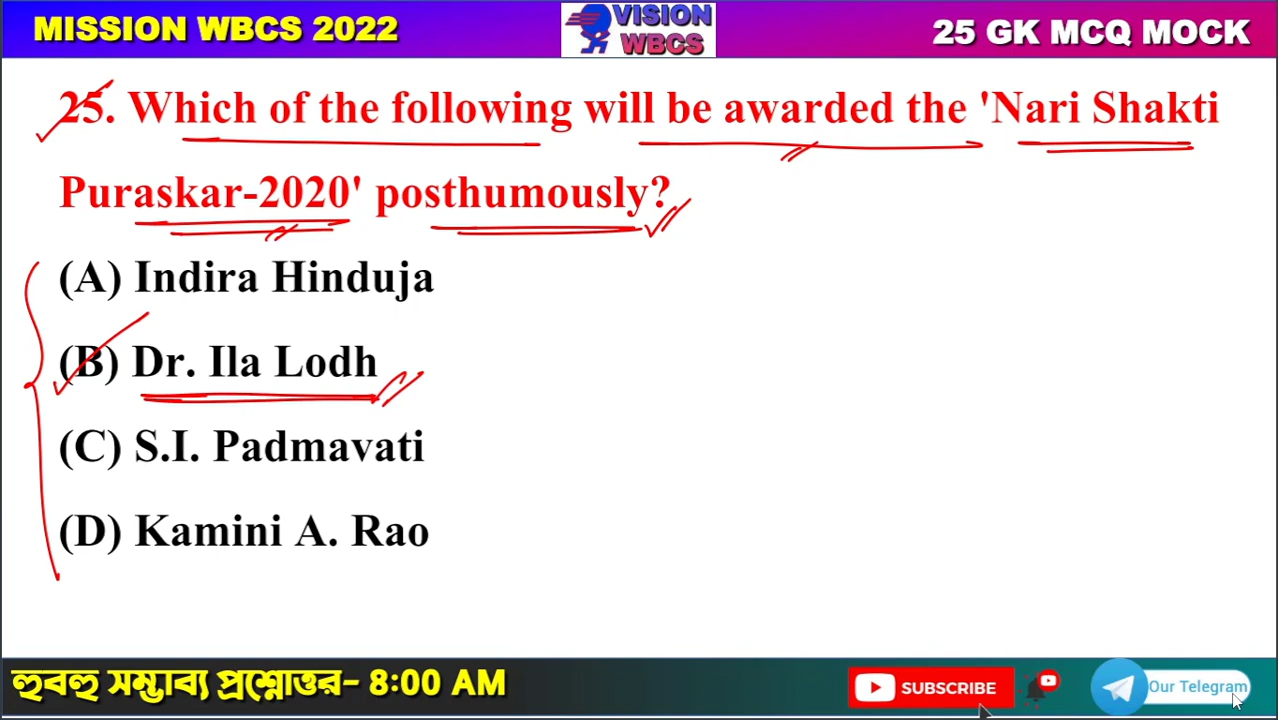 MISSION WBCS 2022
VISION
WBCS
25 GK MCQ MOCK
25. Which of the following will be awarded the 'Nari Shakti
Puraskar-2020' posthumously?
(A) Indira Hinduja
(B) Dr. Ila Lodh
(C) S.I. Padmavati
(D) Kamini A. Rao
হুবহু সম্ভাব্য প্রশ্নোত্তর- 8:00 AM
SUBSCRIBE
Our Telegram